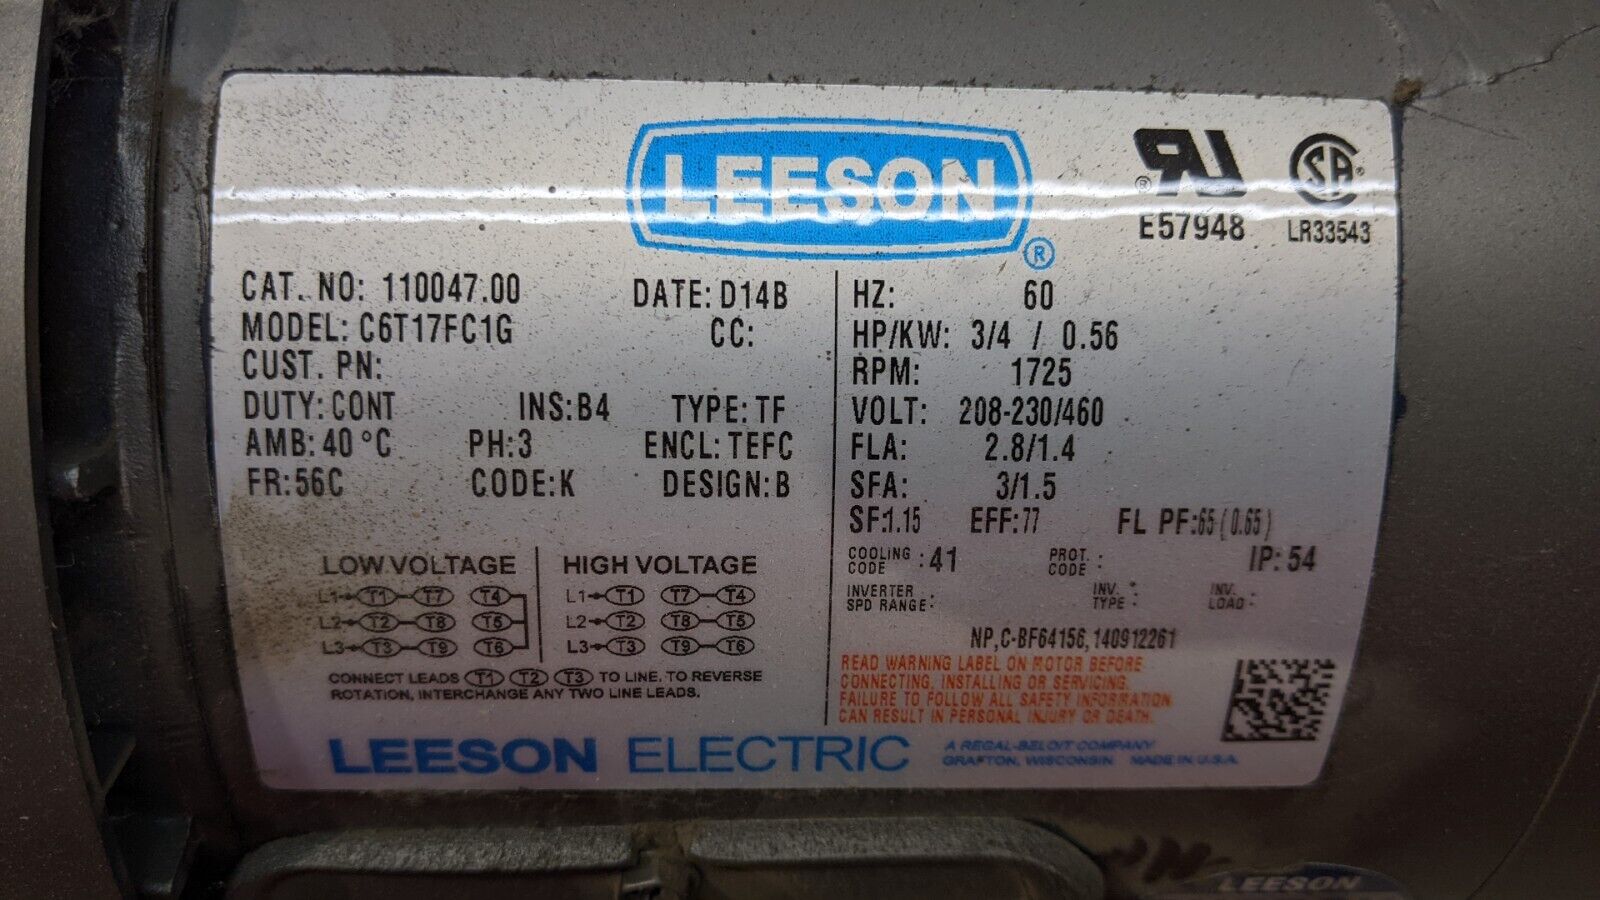 LEESON
®
UR ®
E57948
SA ®
LR33543
CAT. NO: 110047.00 DATE: D14B
MODEL: C6T17FC1G CC:
CUST. PN:
DUTY: CONT INS:B4 TYPE: TF
AMB: 40 °C PH:3 ENCL: TEFC
FR:56C CODE:K DESIGN: B
HZ: 60
HP/KW: 3/4 / 0.56
RPM: 1725
VOLT: 208-230/460
FLA: 2.8/1.4
SFA: 3/1.5
SF:1.15 EFF:77 FL PF:65 (0.65)
COOLING CODE : 41 PROT. CODE : IP: 54
INVERTER SPD RANGE : INV. TYPE : INV. LOAD :
NP,C-BF64156,140912261
LOW VOLTAGE
L1 T1 T7 T4
L2 T2 T8 T5
L3 T3 T9 T6
HIGH VOLTAGE
L1 T1 T7 T4
L2 T2 T8 T5
L3 T3 T9 T6
CONNECT LEADS T1 T2 T3 TO LINE. TO REVERSE
ROTATION, INTERCHANGE ANY TWO LINE LEADS.
READ WARNING LABEL ON MOTOR BEFORE
CONNECTING, INSTALLING OR SERVICING.
FAILURE TO FOLLOW ALL SAFETY INFORMATION
CAN RESULT IN PERSONAL INJURY OR DEATH.
LEESON ELECTRIC
A REGAL-BELOIT COMPANY
GRAFTON, WISCONSIN MADE IN U.S.A.
LEESON